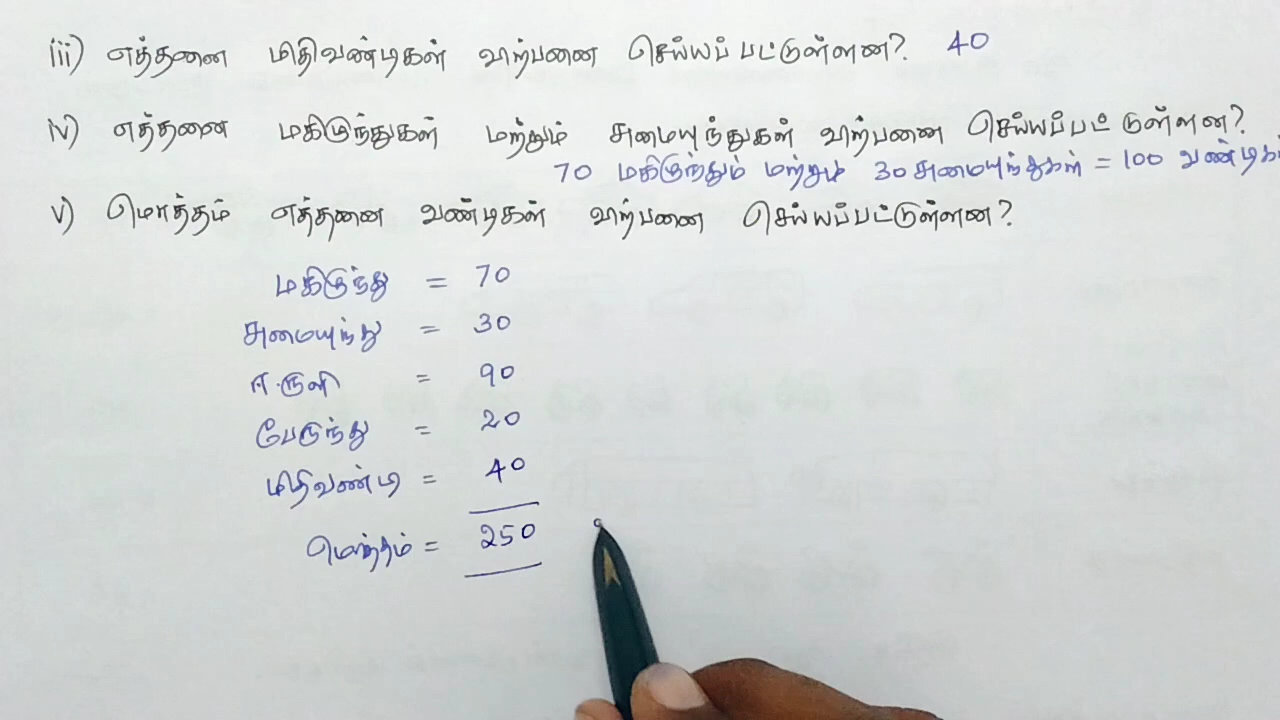 iii) எத்தனை மிதிவண்டிகள் விற்பனை செய்யப்பட்டுள்ளன? 40
iv) எத்தனை மகிடுந்துகள் மற்றும் சுமையுந்துகள் விற்பனை செய்யப்பட்டுள்ளன?
70 மகிடுந்தும் மற்றும் 30 சுமையுந்துகள் = 100
v) மொத்தம் எத்தனை வண்டிகள் விற்பனை செய்யப்பட்டுள்ளன?
மகிடுந்து = 70
சுமையுந்து = 30
ஈ.ருளி = 90
பேருந்து = 20
மிதிவண்டி = 40
மொத்தம் = 250